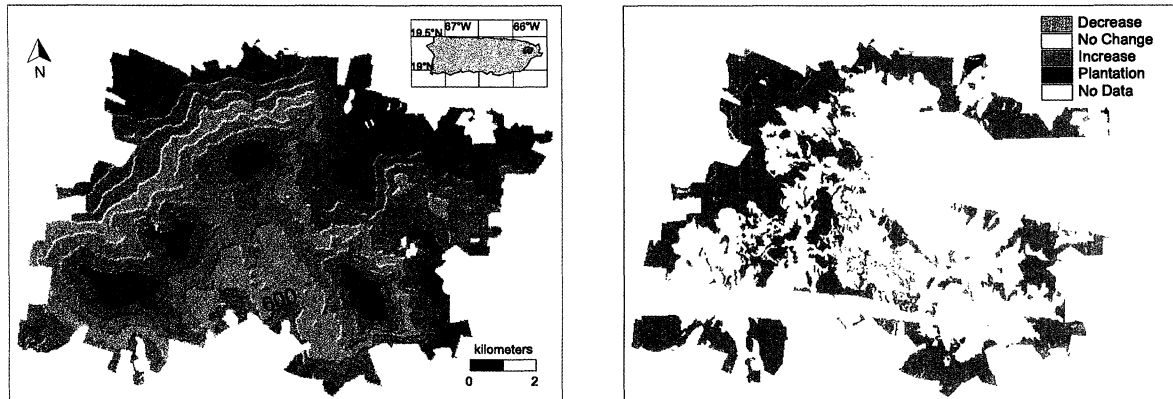 67°W 66°W
19.5°N
19°N
N
600
kilometers
0 2
Decrease
No Change
Increase
Plantation
No Data